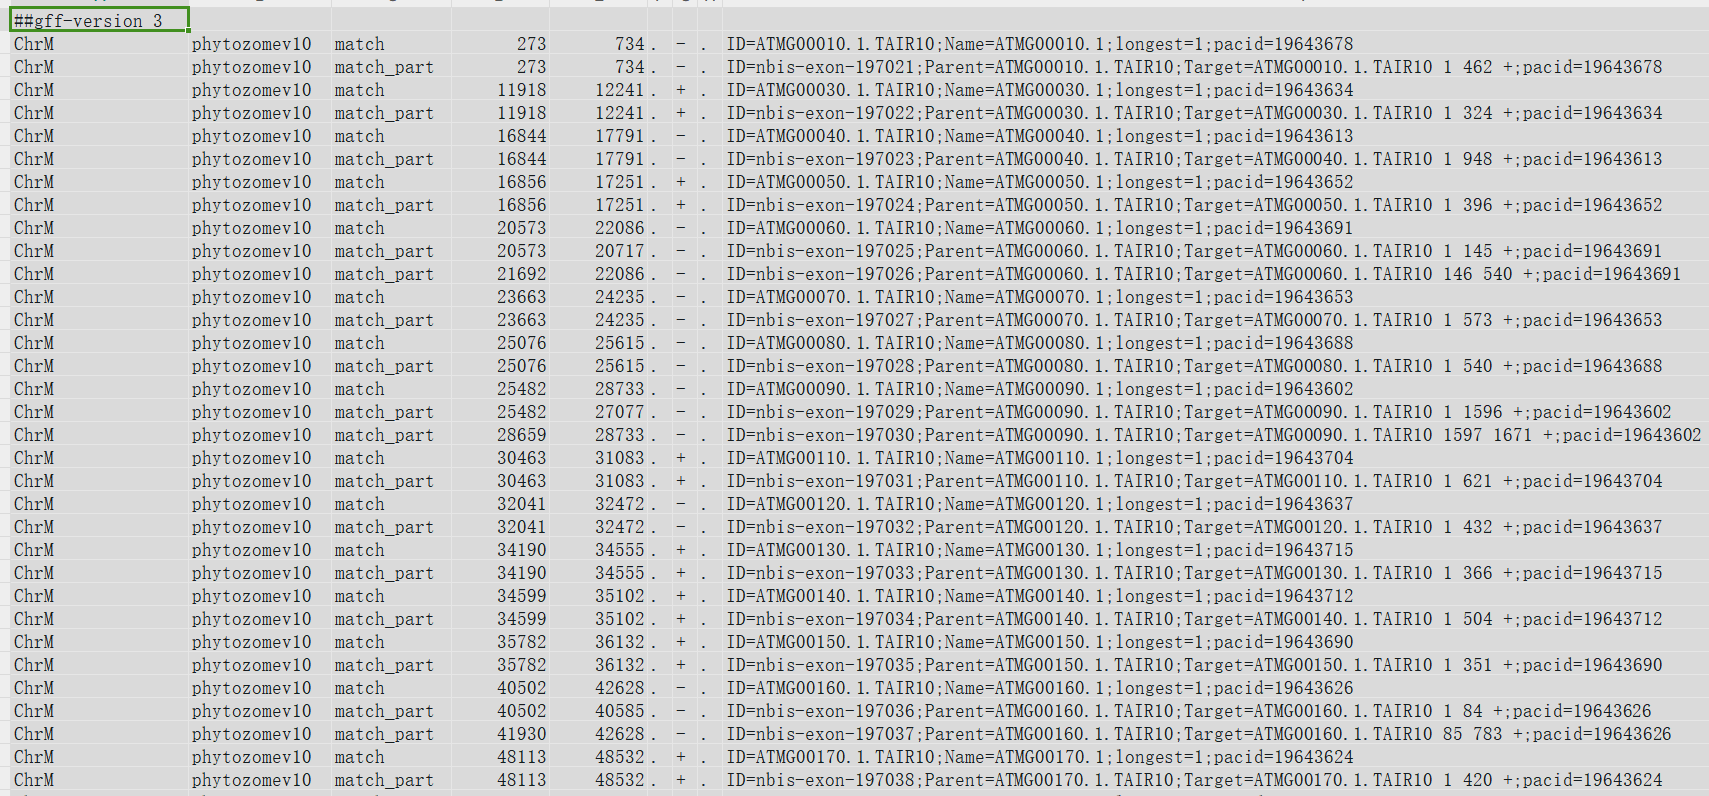 ##gff-version 3
ChrM phytozomev10 match 273 734 . - . ID=ATMG00010.1.TAIR10;Name=ATMG00010.1;longest=1;pacid=19643678
ChrM phytozomev10 match_part 273 734 . - . ID=nbis-exon-197021;Parent=ATMG00010.1.TAIR10;Target=ATMG00010.1.TAIR10 1 462 +;pacid=19643678
ChrM phytozomev10 match 11918 12241 . + . ID=ATMG00030.1.TAIR10;Name=ATMG00030.1;longest=1;pacid=19643634
ChrM phytozomev10 match_part 11918 12241 . + . ID=nbis-exon-197022;Parent=ATMG00030.1.TAIR10;Target=ATMG00030.1.TAIR10 1 324 +;pacid=19643634
ChrM phytozomev10 match 16844 17791 . - . ID=ATMG00040.1.TAIR10;Name=ATMG00040.1;longest=1;pacid=19643613
ChrM phytozomev10 match_part 16844 17791 . - . ID=nbis-exon-197023;Parent=ATMG00040.1.TAIR10;Target=ATMG00040.1.TAIR10 1 948 +;pacid=19643613
ChrM phytozomev10 match 16856 17251 . + . ID=ATMG00050.1.TAIR10;Name=ATMG00050.1;longest=1;pacid=19643652
ChrM phytozomev10 match_part 16856 17251 . + . ID=nbis-exon-197024;Parent=ATMG00050.1.TAIR10;Target=ATMG00050.1.TAIR10 1 396 +;pacid=19643652
ChrM phytozomev10 match 20573 22086 . - . ID=ATMG00060.1.TAIR10;Name=ATMG00060.1;longest=1;pacid=19643691
ChrM phytozomev10 match_part 20573 20717 . - . ID=nbis-exon-197025;Parent=ATMG00060.1.TAIR10;Target=ATMG00060.1.TAIR10 1 145 +;pacid=19643691
ChrM phytozomev10 match_part 21692 22086 . - . ID=nbis-exon-197026;Parent=ATMG00060.1.TAIR10;Target=ATMG00060.1.TAIR10 146 540 +;pacid=19643691
ChrM phytozomev10 match 23663 24235 . - . ID=ATMG00070.1.TAIR10;Name=ATMG00070.1;longest=1;pacid=19643653
ChrM phytozomev10 match_part 23663 24235 . - . ID=nbis-exon-197027;Parent=ATMG00070.1.TAIR10;Target=ATMG00070.1.TAIR10 1 573 +;pacid=19643653
ChrM phytozomev10 match 25076 25615 . - . ID=ATMG00080.1.TAIR10;Name=ATMG00080.1;longest=1;pacid=19643688
ChrM phytozomev10 match_part 25076 25615 . - . ID=nbis-exon-197028;Parent=ATMG00080.1.TAIR10;Target=ATMG00080.1.TAIR10 1 540 +;pacid=19643688
ChrM phytozomev10 match 25482 28733 . - . ID=ATMG00090.1.TAIR10;Name=ATMG00090.1;longest=1;pacid=19643602
ChrM phytozomev10 match_part 25482 27077 . - . ID=nbis-exon-197029;Parent=ATMG00090.1.TAIR10;Target=ATMG00090.1.TAIR10 1 1596 +;pacid=19643602
ChrM phytozomev10 match_part 28659 28733 . - . ID=nbis-exon-197030;Parent=ATMG00090.1.TAIR10;Target=ATMG00090.1.TAIR10 1597 1671 +;pacid=19643602
ChrM phytozomev10 match 30463 31083 . + . ID=ATMG00110.1.TAIR10;Name=ATMG00110.1;longest=1;pacid=19643704
ChrM phytozomev10 match_part 30463 31083 . + . ID=nbis-exon-197031;Parent=ATMG00110.1.TAIR10;Target=ATMG00110.1.TAIR10 1 621 +;pacid=19643704
ChrM phytozomev10 match 32041 32472 . - . ID=ATMG00120.1.TAIR10;Name=ATMG00120.1;longest=1;pacid=19643637
ChrM phytozomev10 match_part 32041 32472 . - . ID=nbis-exon-197032;Parent=ATMG00120.1.TAIR10;Target=ATMG00120.1.TAIR10 1 432 +;pacid=19643637
ChrM phytozomev10 match 34190 34555 . + . ID=ATMG00130.1.TAIR10;Name=ATMG00130.1;longest=1;pacid=19643715
ChrM phytozomev10 match_part 34190 34555 . + . ID=nbis-exon-197033;Parent=ATMG00130.1.TAIR10;Target=ATMG00130.1.TAIR10 1 366 +;pacid=19643715
ChrM phytozomev10 match 34599 35102 . + . ID=ATMG00140.1.TAIR10;Name=ATMG00140.1;longest=1;pacid=19643712
ChrM phytozomev10 match_part 34599 35102 . + . ID=nbis-exon-197034;Parent=ATMG00140.1.TAIR10;Target=ATMG00140.1.TAIR10 1 504 +;pacid=19643712
ChrM phytozomev10 match 35782 36132 . + . ID=ATMG00150.1.TAIR10;Name=ATMG00150.1;longest=1;pacid=19643690
ChrM phytozomev10 match_part 35782 36132 . + . ID=nbis-exon-197035;Parent=ATMG00150.1.TAIR10;Target=ATMG00150.1.TAIR10 1 351 +;pacid=19643690
ChrM phytozomev10 match 40502 42628 . - . ID=ATMG00160.1.TAIR10;Name=ATMG00160.1;longest=1;pacid=19643626
ChrM phytozomev10 match_part 40502 40585 . - . ID=nbis-exon-197036;Parent=ATMG00160.1.TAIR10;Target=ATMG00160.1.TAIR10 1 84 +;pacid=19643626
ChrM phytozomev10 match_part 41930 42628 . - . ID=nbis-exon-197037;Parent=ATMG00160.1.TAIR10;Target=ATMG00160.1.TAIR10 85 783 +;pacid=19643626
ChrM phytozomev10 match 48113 48532 . + . ID=ATMG00170.1.TAIR10;Name=ATMG00170.1;longest=1;pacid=19643624
ChrM phytozomev10 match_part 48113 48532 . + . ID=nbis-exon-197038;Parent=ATMG00170.1.TAIR10;Target=ATMG00170.1.TAIR10 1 420 +;pacid=19643624